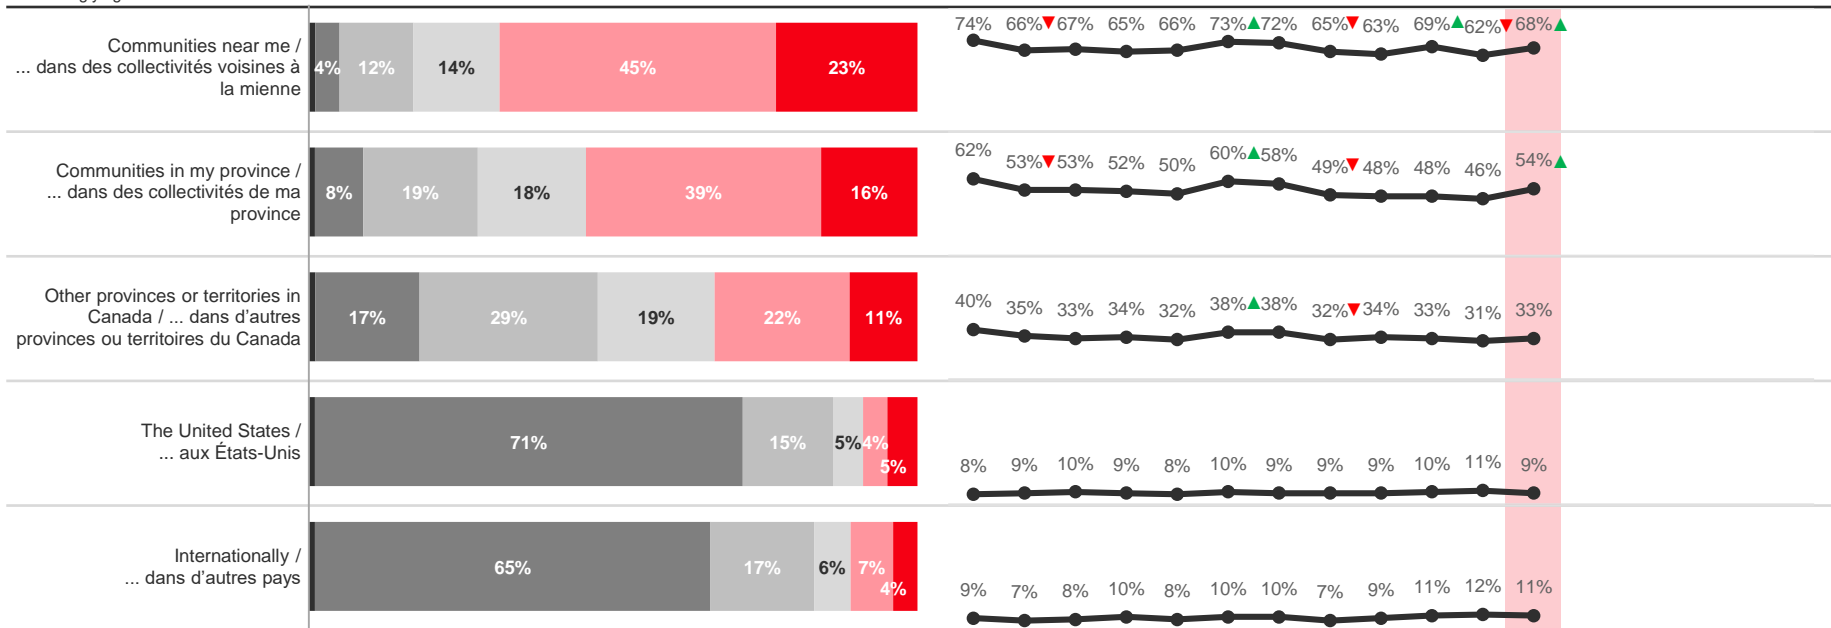 Communities near me /
... dans des collectivités voisines à
la mienne
4% 12% 14% 45% 23%
74% 66%▼67% 65% 66% 73%▲72% 65%▼63% 69%▲62%▼68%▲
Communities in my province /
... dans des collectivités de ma
province
8% 19% 18% 39% 16%
62% 53%▼53% 52% 50% 60%▲58% 49%▼48% 48% 46% 54%▲
Other provinces or territories in
Canada / ... dans d'autres
provinces ou territoires du Canada
17% 29% 19% 22% 11%
40% 35% 33% 34% 32% 38%▲38% 32%▼34% 33% 31% 33%
The United States /
... aux États-Unis
71% 15% 5% 4% 5%
8% 9% 10% 9% 8% 10% 9% 9% 9% 10% 11% 9%
Internationally /
... dans d'autres pays
65% 17% 6% 7% 4%
9% 7% 8% 10% 8% 10% 10% 7% 9% 11% 12% 11%